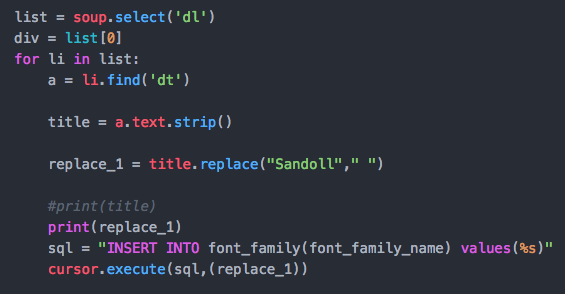 list = soup.select('dl')
div = list[0]
for li in list:
    a = li.find('dt')

    title = a.text.strip()

    replace_1 = title.replace("Sandoll"," ")

    #print(title)
    print(replace_1)
    sql = "INSERT INTO font_family(font_family_name) values(%s)"
    cursor.execute(sql,(replace_1))